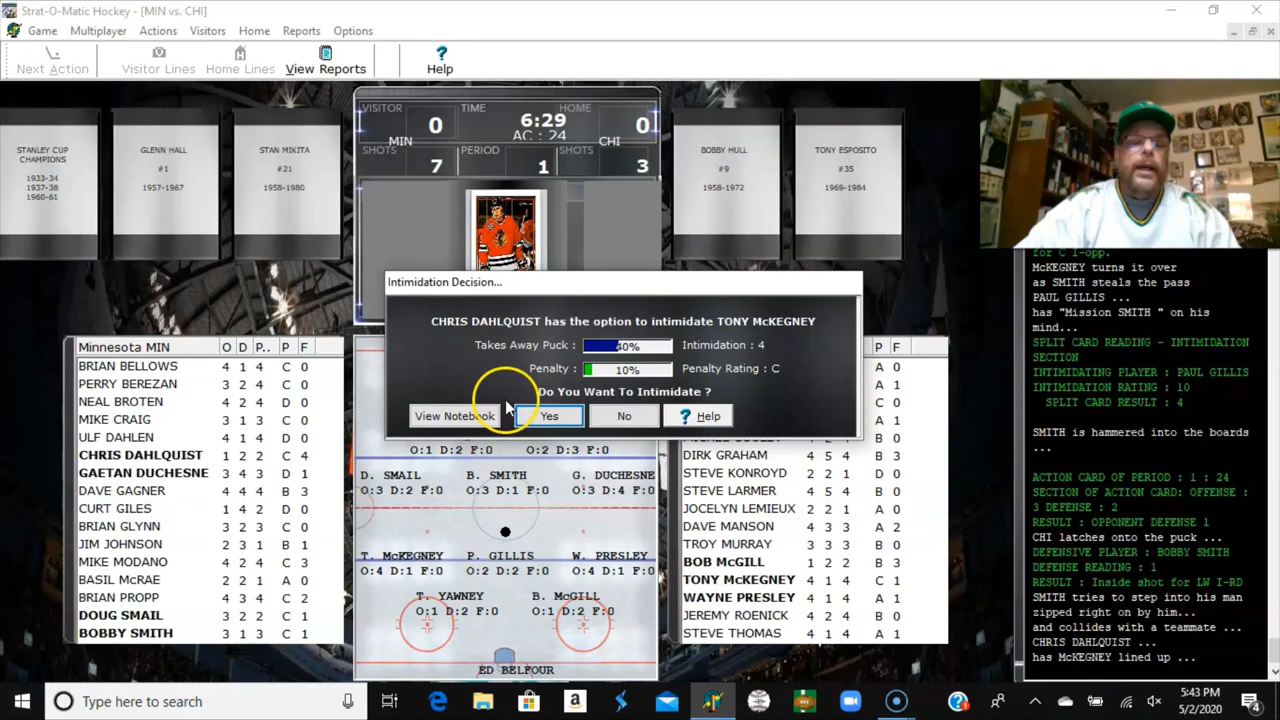 Strat-O-Matic Hockey - [MIN vs. CHI]
Game Multiplayer Actions Visitors Home Reports Options
Next Action Visitor Lines Home Lines View Reports Help
STANLEY CUP
CHAMPIONS
1933-34
1937-38
1960-61
GLENN HALL
#1
1957-1967
STAN MIKITA
#21
1958-1980
VISITOR TIME HOME
MIN 0 6:29 CHI 0
AC : 24
SHOTS PERIOD SHOTS
7 1 3
BOBBY HULL
#9
1958-1972
TONY ESPOSITO
#35
1969-1984
Intimidation Decision...
CHRIS DAHLQUIST has the option to intimidate TONY McKEGNEY
Takes Away Puck : 40% Intimidation : 4
Penalty : 10% Penalty Rating : C
Do You Want To Intimidate ?
View Notebook Yes No Help
Minnesota MIN O D P.. P F
BRIAN BELLOWS 4 1 4 C 0
PERRY BEREZAN 3 2 4 C 0
NEAL BROTEN 4 2 3 C 0
MIKE CRAIG 3 2 3 C 0
ULF DAHLEN 4 2 4 C 0
CHRIS DAHLQUIST 1 2 2 C 4
GAETAN DUCHESNE 3 4 3 D 1
DAVE GAGNER 4 4 4 B 3
CURT GILES 1 4 2 D 0
BRIAN GLYNN 3 2 3 C 0
JIM JOHNSON 2 3 1 B 1
MIKE MODANO 4 2 4 C 3
BASIL McRAE 2 2 1 A 0
BRIAN PROPP 4 3 4 C 2
DOUG SMAIL 3 2 2 C 1
BOBBY SMITH 3 1 3 C 1
O:1 D:2 F:0 O:2 D:3 F:0
D. SMAIL B. SMITH G. DUCHESNE
O:3 D:2 F:0 O:3 D:1 F:0 O:3 D:4 F:0
T. McKEGNEY P. GILLIS W. PRESLEY
O:4 D:1 F:0 O:2 D:2 F:0 O:4 D:1 F:0
T. YAWNEY B. McGILL
O:1 D:2 F:0 O:1 D:2 F:0
ED BELFOUR
P F
A 0
A 1
C 0
A 0
DIRK GRAHAM 4 5 4 B 3
STEVE KONROYD 2 2 1 D 0
STEVE LARMER 4 5 4 B 0
JOCELYN LEMIEUX 2 2 1 A 0
DAVE MANSON 4 3 3 A 2
TROY MURRAY 3 3 3 B 0
BOB McGILL 1 2 2 B 3
TONY McKEGNEY 4 1 4 C 1
WAYNE PRESLEY 4 1 4 A 1
JEREMY ROENICK 4 2 4 B 0
STEVE THOMAS 4 1 4 A 1
for C I-opp.
McKEGNEY turns it over
as SMITH steals the pass
PAUL GILLIS ...
has "Mission SMITH " on his
mind...
SPLIT CARD READING - INTIMIDATION
SECTION
INTIMIDATING PLAYER : PAUL GILLIS
INTIMIDATION RATING : 10
SPLIT CARD RESULT : 4
SMITH is hammered into the boards
...
ACTION CARD OF PERIOD : 1 : 24
SECTION OF ACTION CARD: OFFENSE :
3 DEFENSE : 2
RESULT : OPPONENT DEFENSE 1
CHI latches onto the puck ...
DEFENSIVE PLAYER : BOBBY SMITH
DEFENSE READING : 1
RESULT : Inside shot for LW I-RD
SMITH tries to step into his man
zipped right on by him...
and collides with a teammate ...
CHRIS DAHLQUIST ...
has McKEGNEY lined up ...
Type here to search
5:43 PM
5/2/2020
4